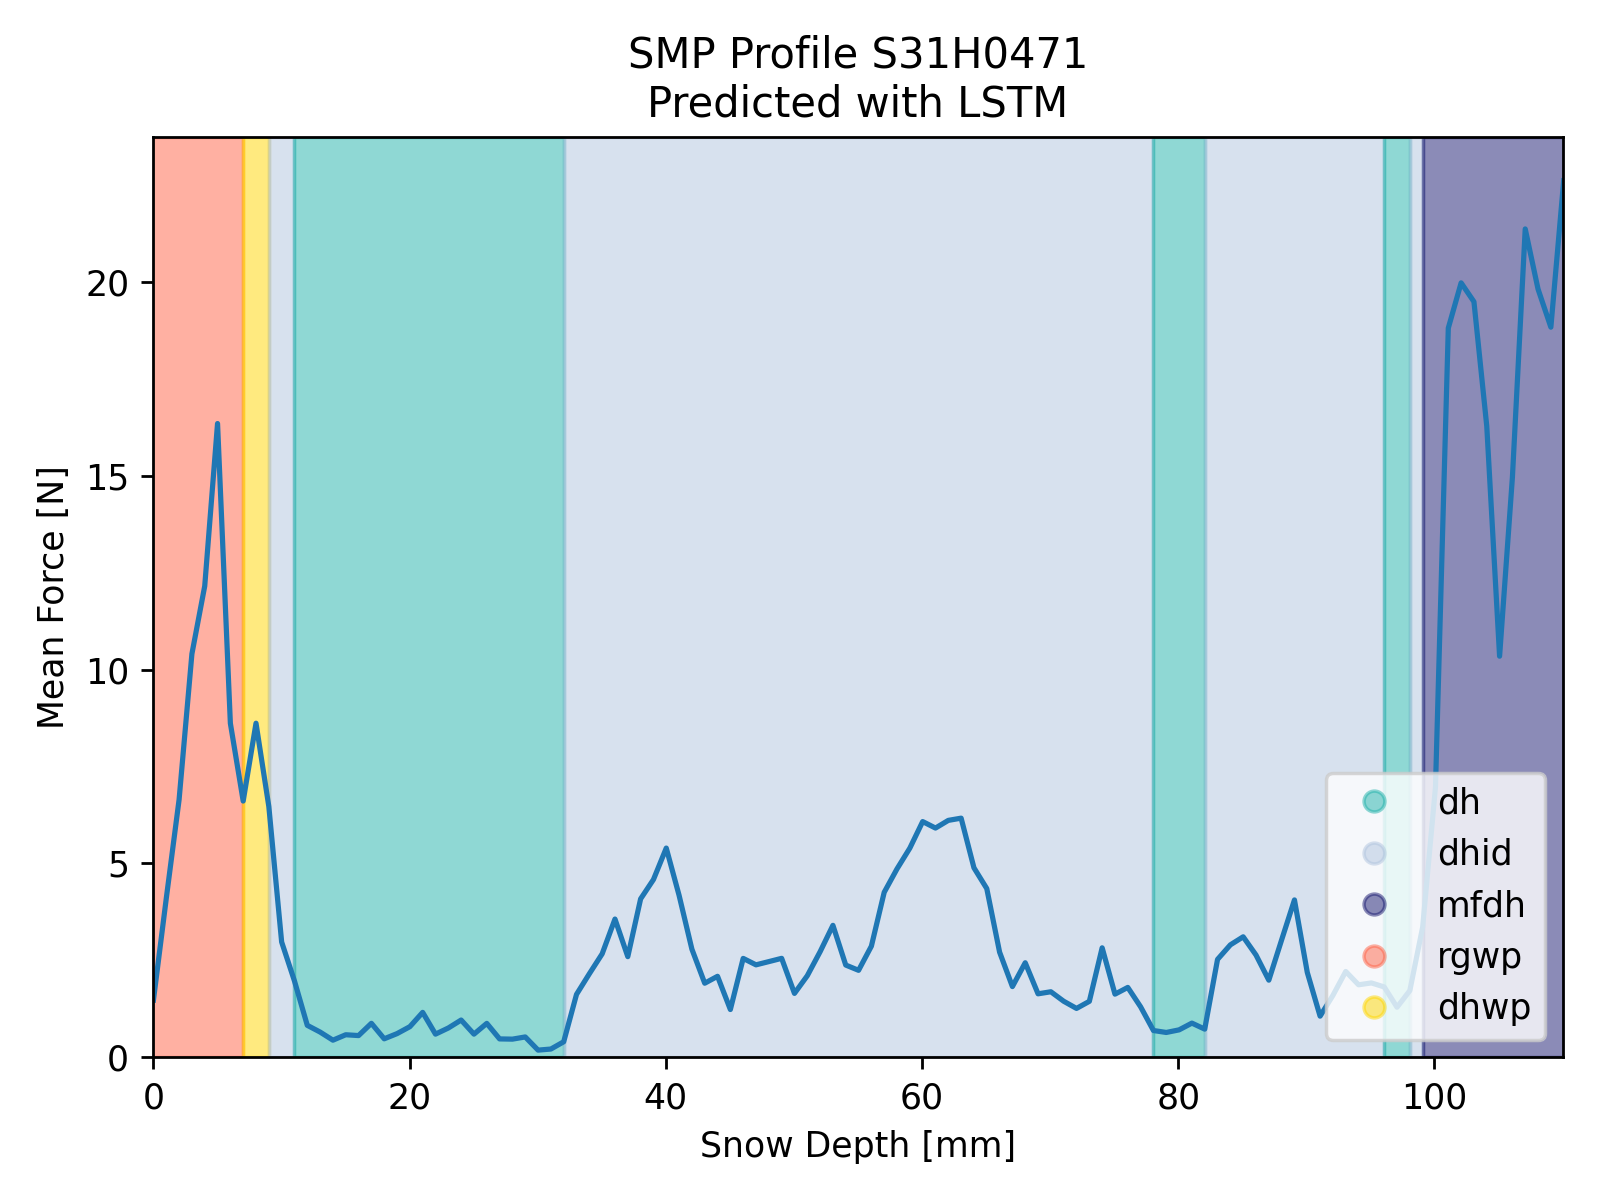 SMP Profile S31H0471
Predicted with LSTM
Mean Force [N]
20
15
10
5
0
0 20 40 60 80 100
Snow Depth [mm]
dh
dhid
mfdh
rgwp
dhwp